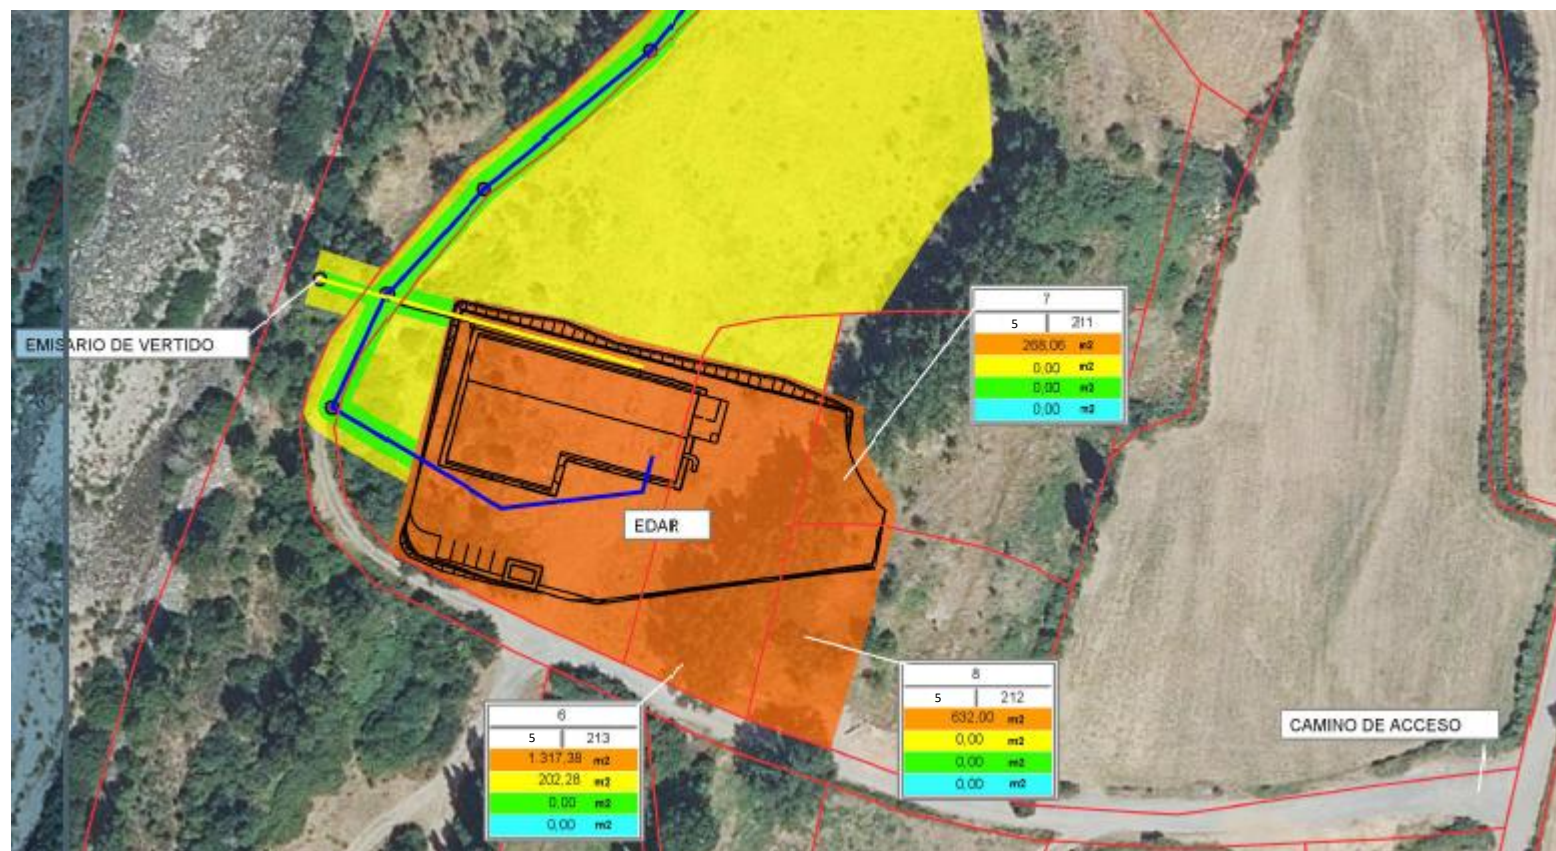 EMISARIO DE VERTIDO
7
5 211
268,06 m2
0,00 m2
0,00 m2
0,00 m2
EDAR
8
5 212
632,00 m2
0,00 m2
0,00 m2
0,00 m2
6
5 213
1.317,38 m2
202,28 m2
0,00 m2
0,00 m2
CAMINO DE ACCESO